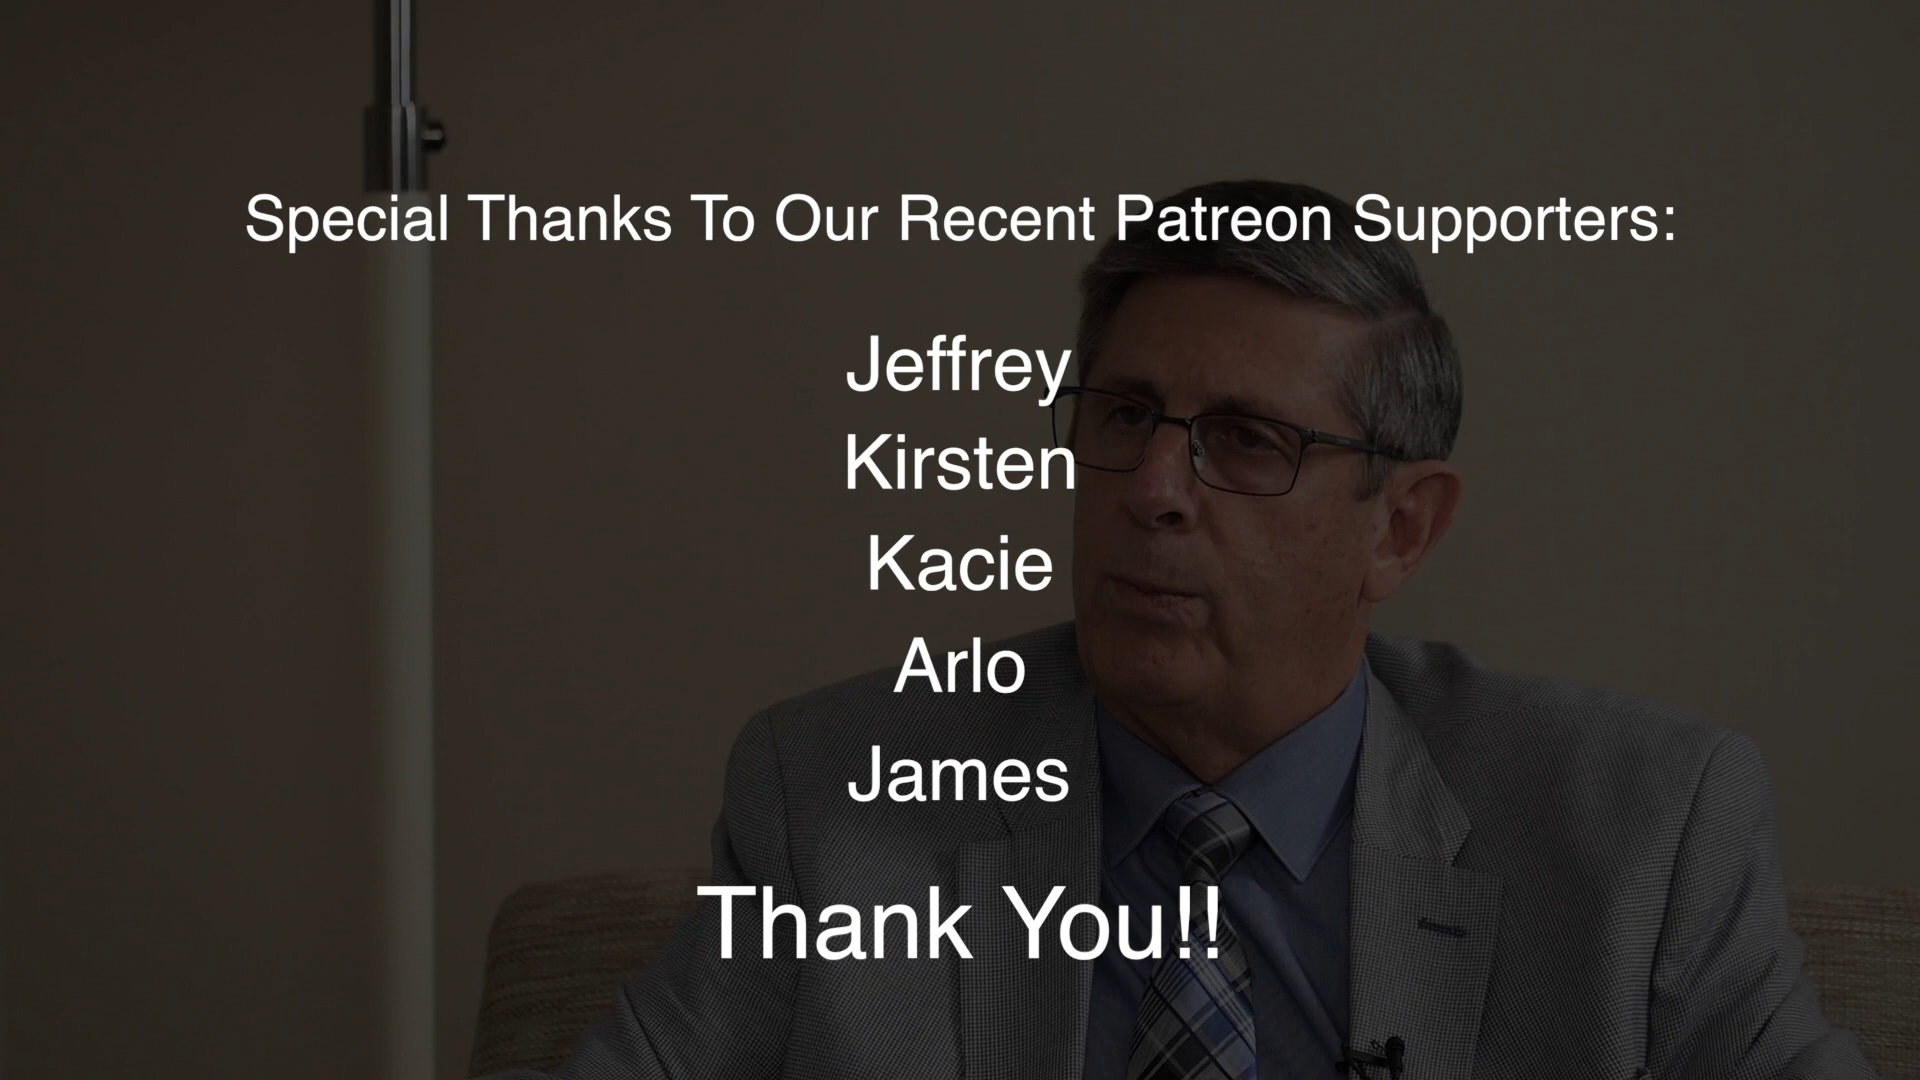 Special Thanks To Our Recent Patreon Supporters:
Jeffrey
Kirsten
Kacie
Arlo
James
Thank You!!